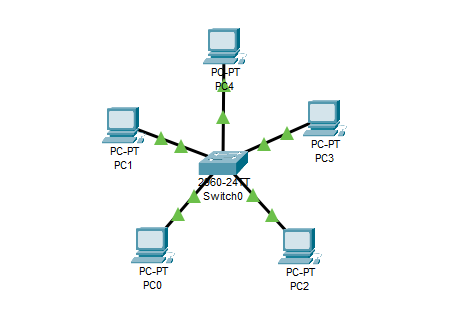 PC-PT
PC4
PC-PT
PC1
PC-PT
PC3
2960-24TT
Switch0
PC-PT
PC0
PC-PT
PC2